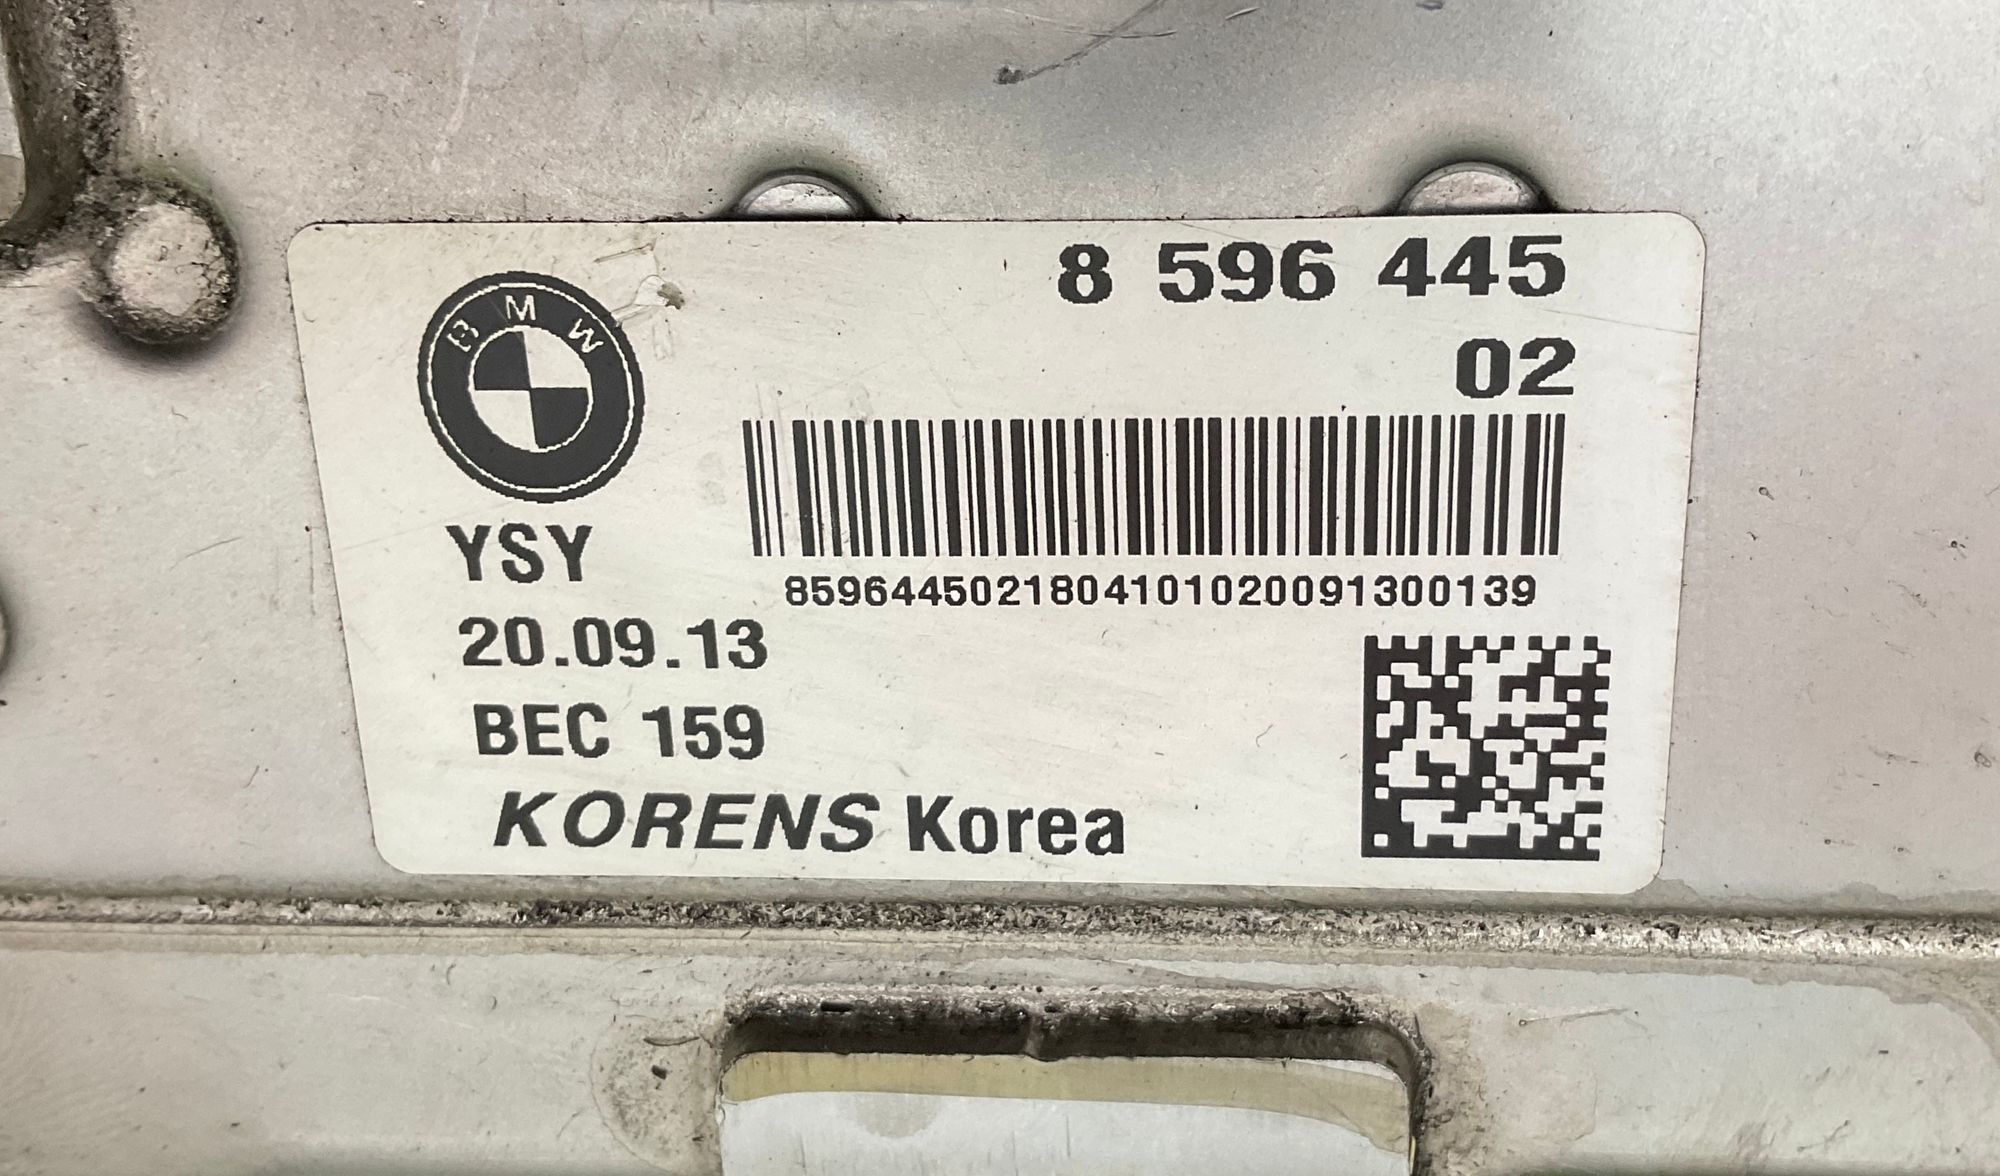 8 596 445
02
BMW
8596445021804101020091300139
YSY
20.09.13
BEC 159
KORENS Korea